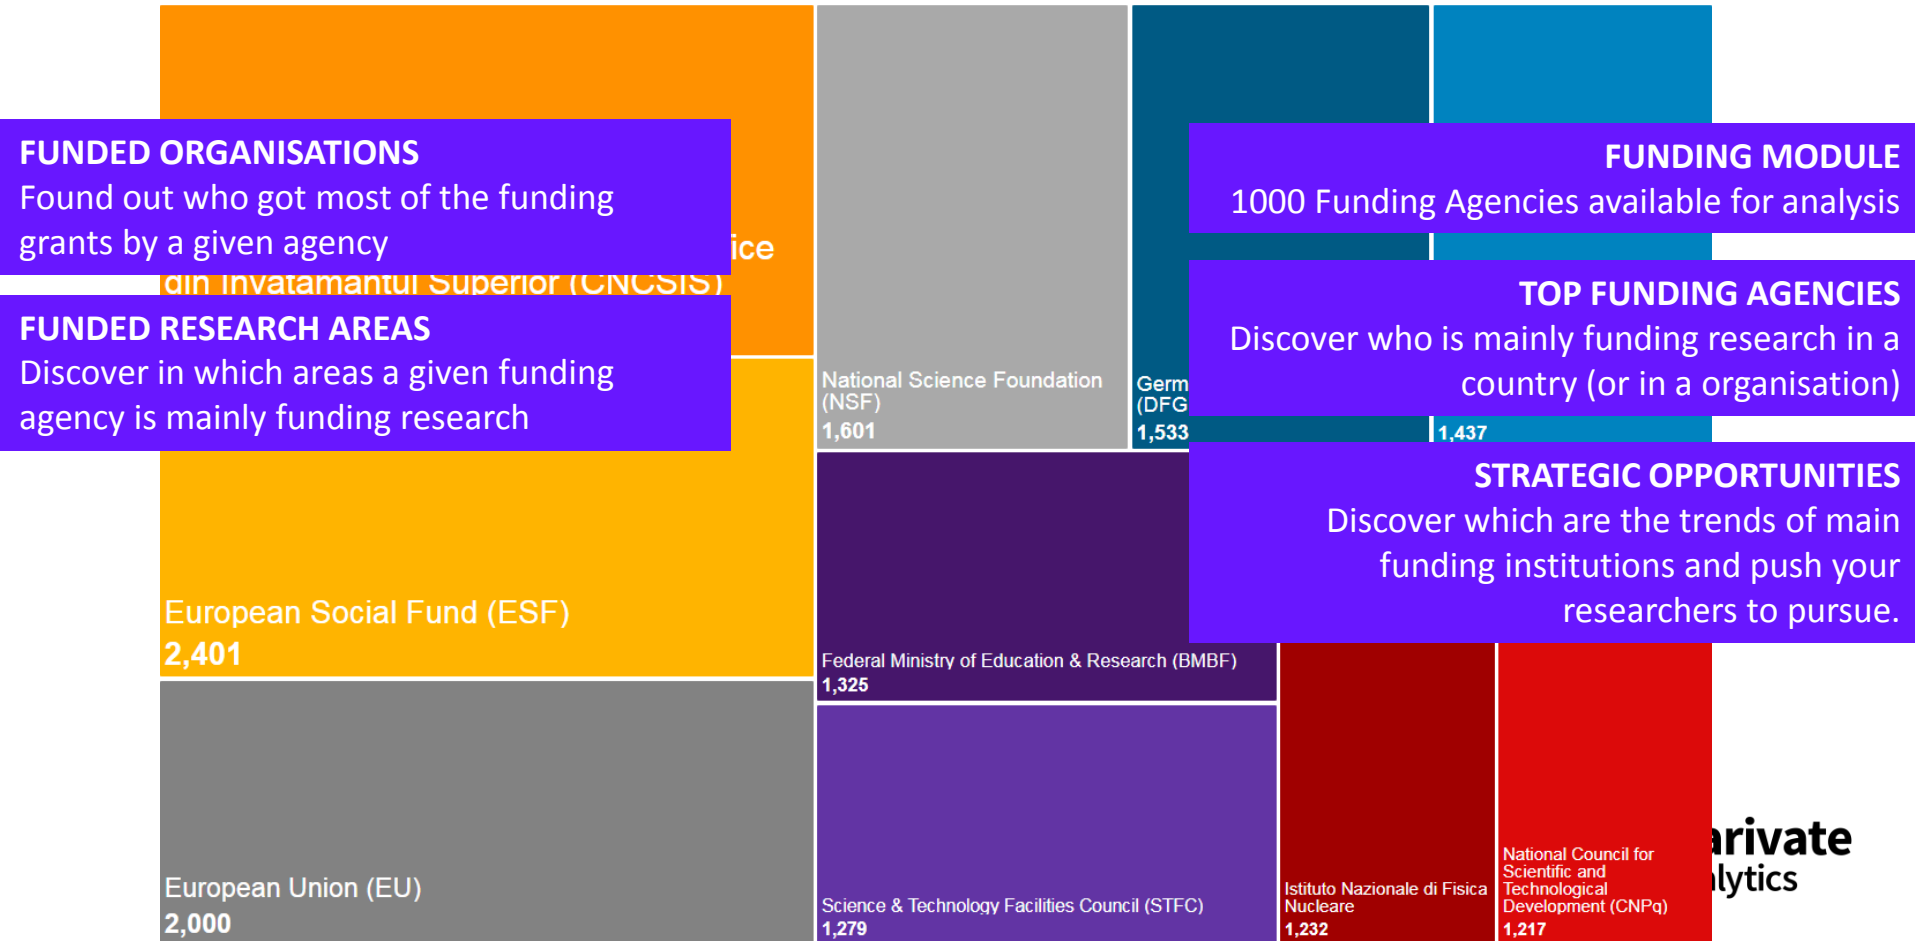 FUNDED ORGANISATIONS
Found out who got most of the funding
grants by a given agency
ice
din Invatamantul Superior (CNCSIS)
FUNDED RESEARCH AREAS
Discover in which areas a given funding
agency is mainly funding research
European Social Fund (ESF)
2,401
European Union (EU)
2,000
National Science Foundation
(NSF)
1,601
Germ
(DFG
1,533
1,437
FUNDING MODULE
1000 Funding Agencies available for analysis
TOP FUNDING AGENCIES
Discover who is mainly funding research in a
country (or in a organisation)
STRATEGIC OPPORTUNITIES
Discover which are the trends of main
funding institutions and push your
researchers to pursue.
Federal Ministry of Education & Research (BMBF)
1,325
Science & Technology Facilities Council (STFC)
1,279
Istituto Nazionale di Fisica
Nucleare
1,232
National Council for
Scientific and
Technological
Development (CNPq)
1,217
arivate
lytics